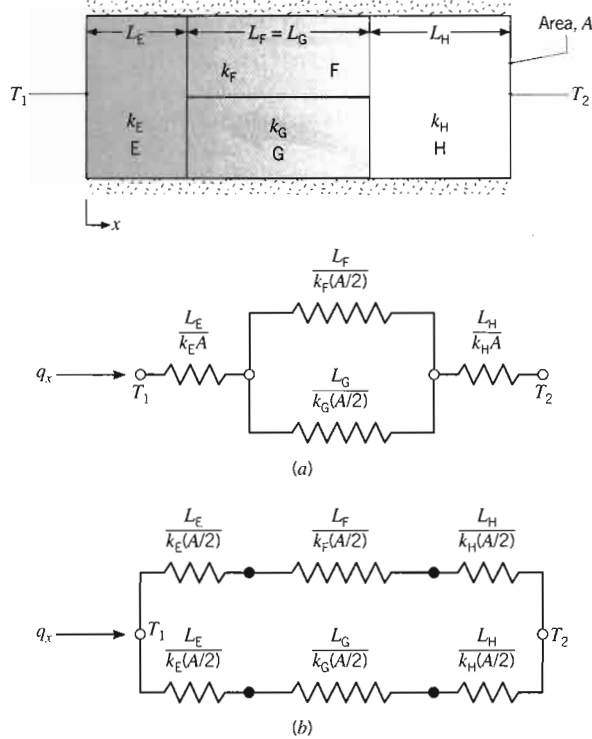 L_E L_F = L_G L_H Area, A
k_F F
T_1 T_2
k_E k_G k_H
E G H
x
L_F
k_F(A/2)
L_E L_H
k_E A k_H A
q_x T_1 L_G T_2
k_G(A/2)
(a)
L_E L_F L_H
k_E(A/2) k_F(A/2) k_H(A/2)
q_x T_1 L_E L_G L_H T_2
k_E(A/2) k_G(A/2) k_H(A/2)
(b)